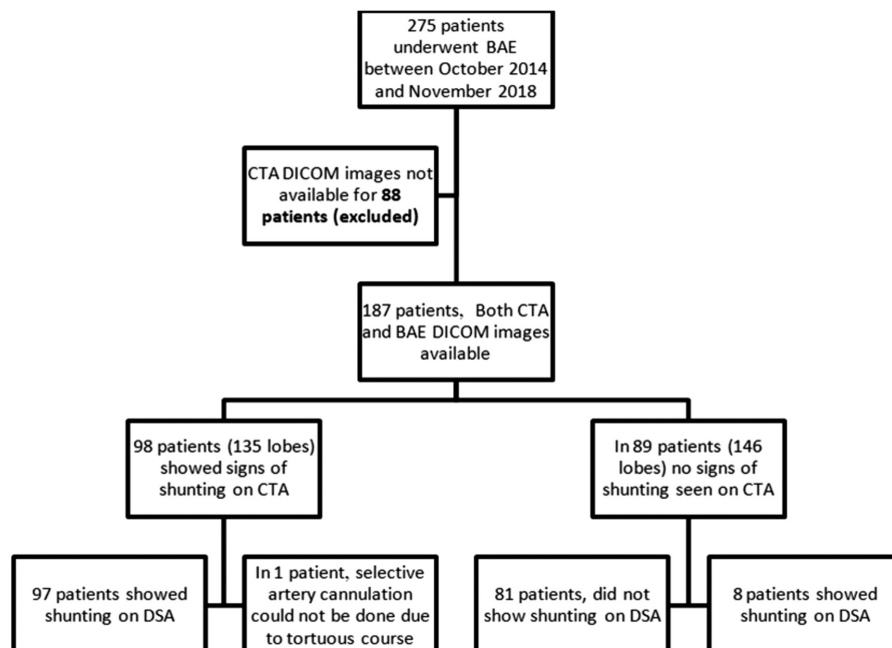 275 patients
underwent BAE
between October 2014
and November 2018
CTA DICOM images not
available for 88
patients (excluded)
187 patients, Both CTA
and BAE DICOM images
available
98 patients (135 lobes)
showed signs of
shunting on CTA
In 89 patients (146
lobes) no signs of
shunting seen on CTA
97 patients showed
shunting on DSA
In 1 patient, selective
artery cannulation
could not be done due
to tortuous course
81 patients, did not
show shunting on DSA
8 patients showed
shunting on DSA